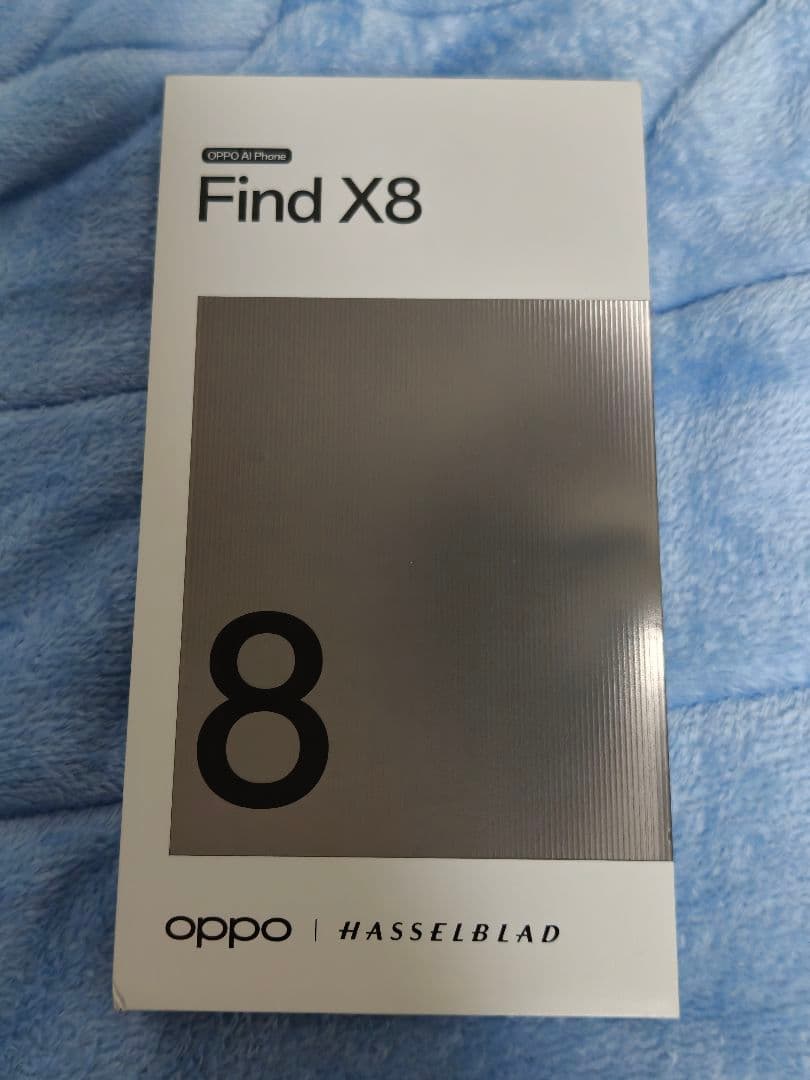 OPPO AI Phone
Find X8
8
oppo | HASSELBLAD